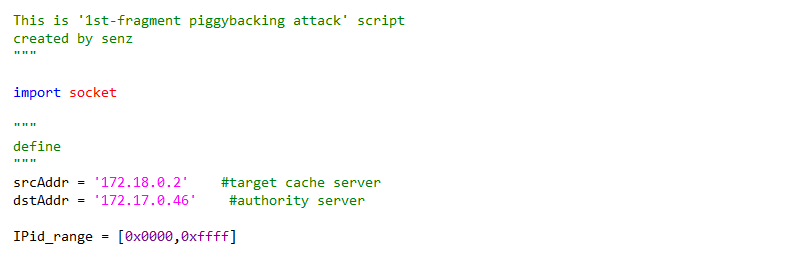 This is '1st-fragment piggybacking attack' script
created by senz
"""
import socket
"""
define
"""
srcAddr = '172.18.0.2'    #target cache server
dstAddr = '172.17.0.46'    #authority server
IPid_range = [0x0000,0xffff]